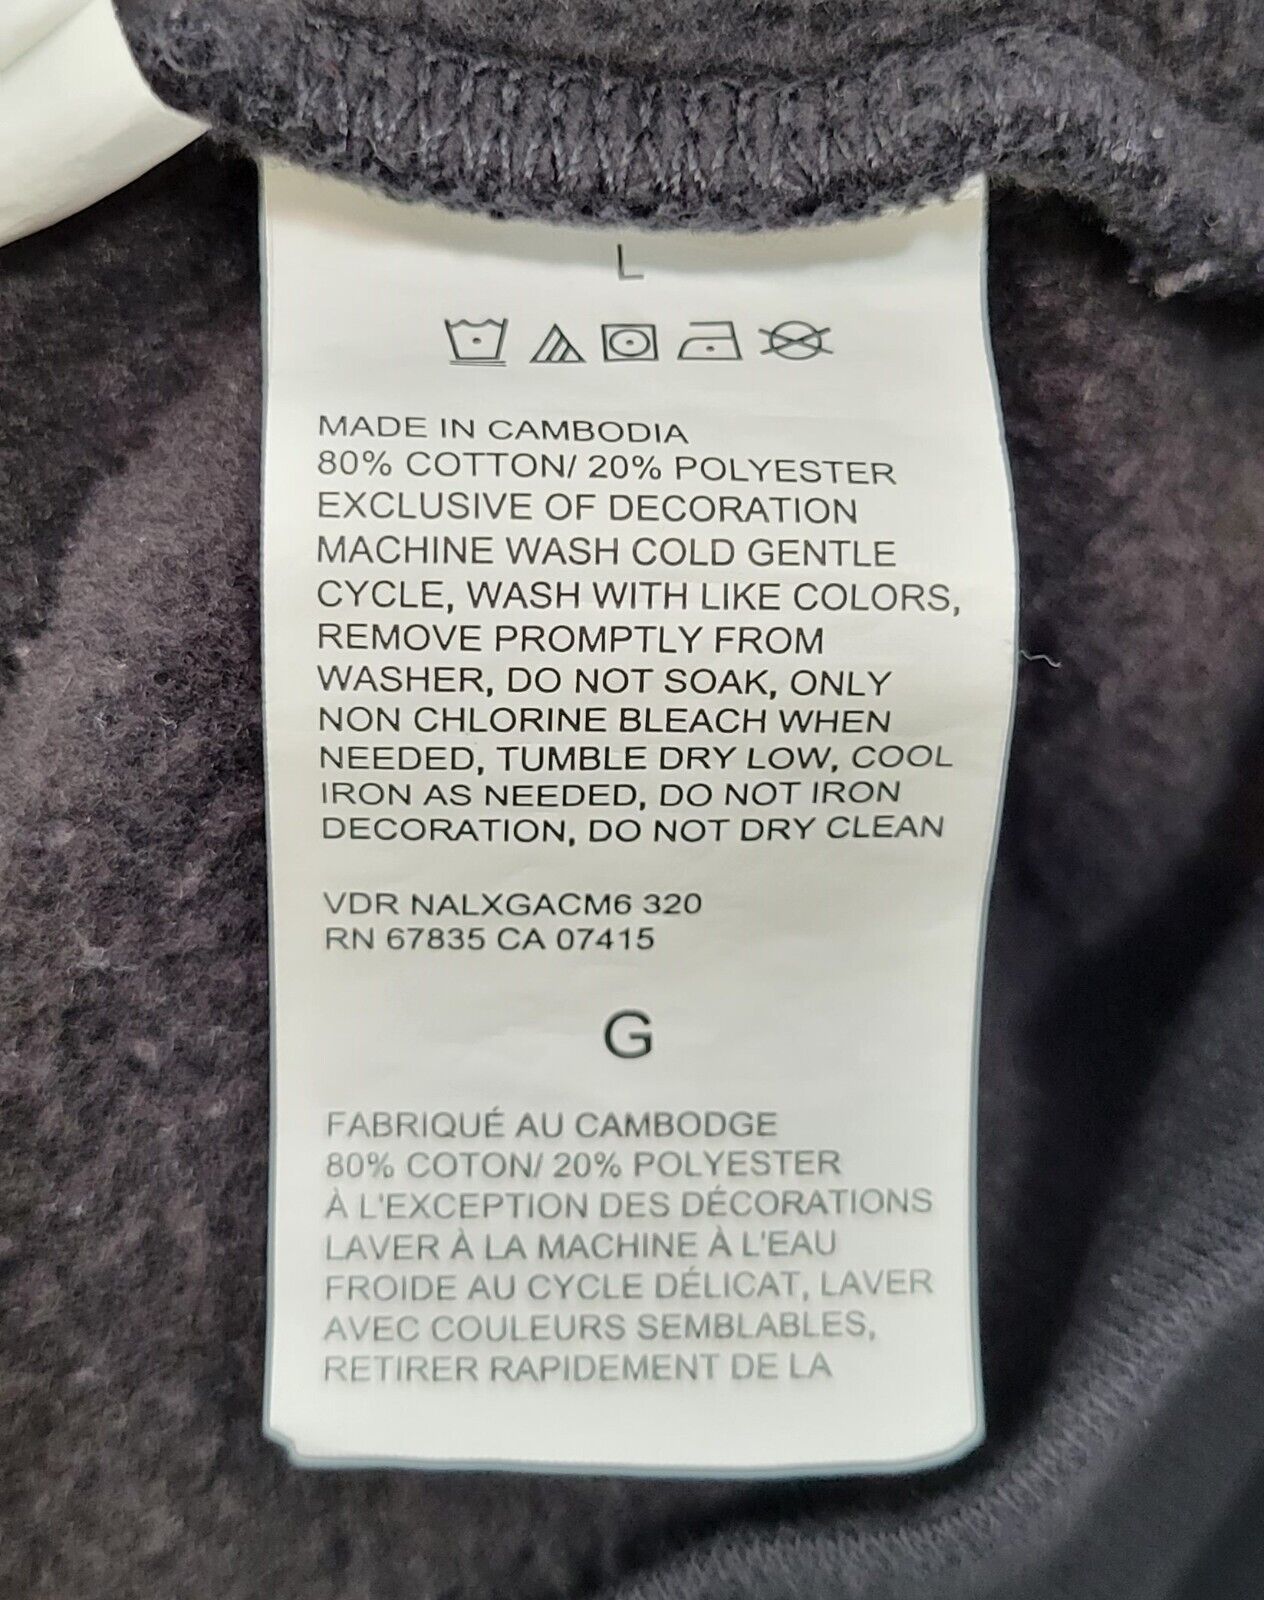 L
MADE IN CAMBODIA
80% COTTON/ 20% POLYESTER
EXCLUSIVE OF DECORATION
MACHINE WASH COLD GENTLE
CYCLE, WASH WITH LIKE COLORS,
REMOVE PROMPTLY FROM
WASHER, DO NOT SOAK, ONLY
NON CHLORINE BLEACH WHEN
NEEDED, TUMBLE DRY LOW, COOL
IRON AS NEEDED, DO NOT IRON
DECORATION, DO NOT DRY CLEAN
VDR NALXGACM6 320
RN 67835 CA 07415
G
FABRIQUÉ AU CAMBODGE
80% COTON/ 20% POLYESTER
À L'EXCEPTION DES DÉCORATIONS
LAVER À LA MACHINE À L'EAU
FROIDE AU CYCLE DÉLICAT, LAVER
AVEC COULEURS SEMBLABLES,
RETIRER RAPIDEMENT DE LA